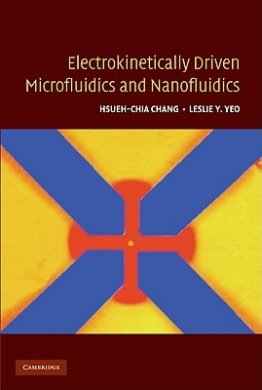 Electrokinetically Driven
Microfluidics and Nanofluidics
HSUEH-CHIA CHANG • LESLIE Y. YEO
CAMBRIDGE